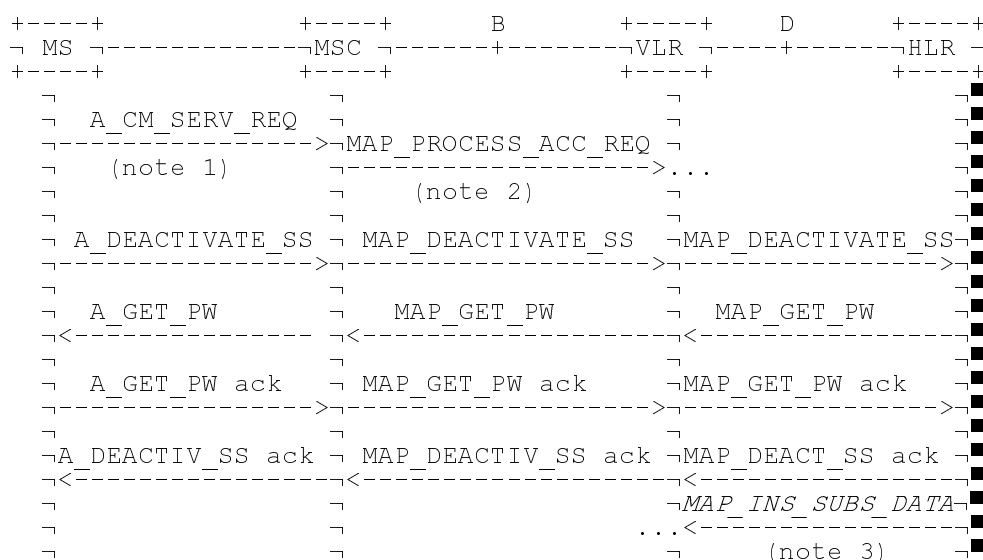 B D
MS MSC VLR HLR
A_CM_SERV_REQ
MAP_PROCESS_ACC_REQ
(note 1) ...
(note 2)
A_DEACTIVATE_SS MAP_DEACTIVATE_SS MAP_DEACTIVATE_SS
A_GET_PW MAP_GET_PW MAP_GET_PW
A_GET_PW ack MAP_GET_PW ack MAP_GET_PW ack
A_DEACTIV_SS ack MAP_DEACTIV_SS ack MAP_DEACT_SS ack
MAP_INS_SUBS_DATA
...
(note 3)